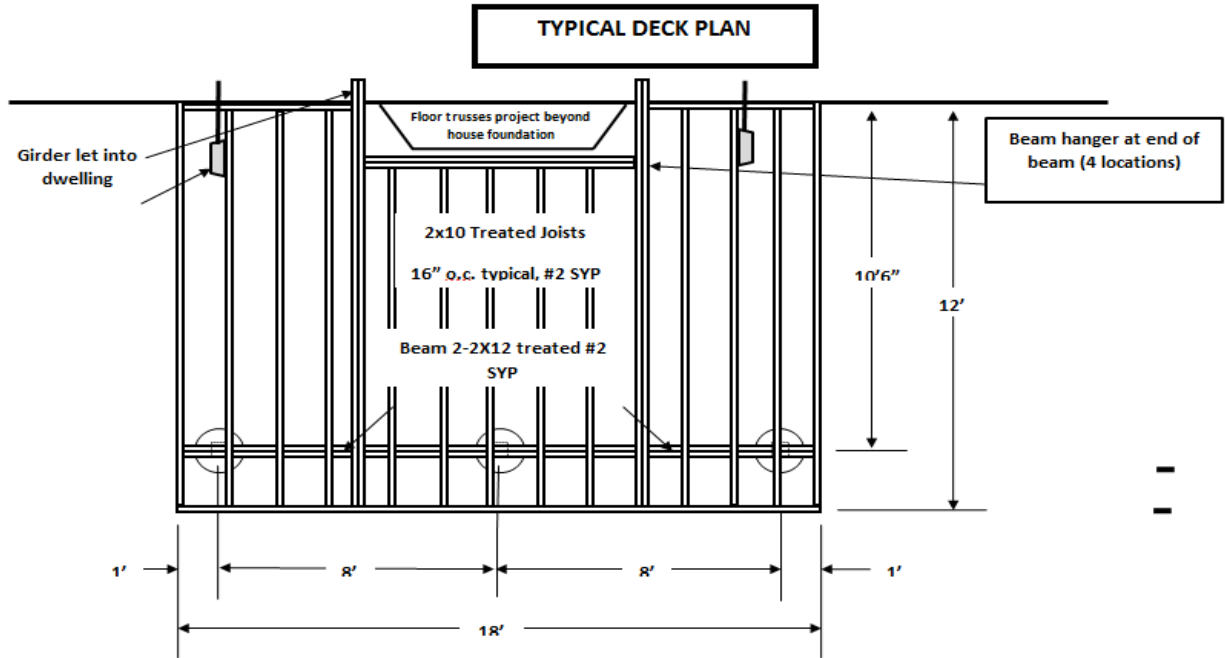 TYPICAL DECK PLAN
Floor trusses project beyond
house foundation
Girder let into
dwelling
Beam hanger at end of
beam (4 locations)
2x10 Treated Joists
16” o.c. typical, #2 SYP
10’6”
12’
Beam 2-2X12 treated #2
SYP
1’
8’
8’
1’
18’